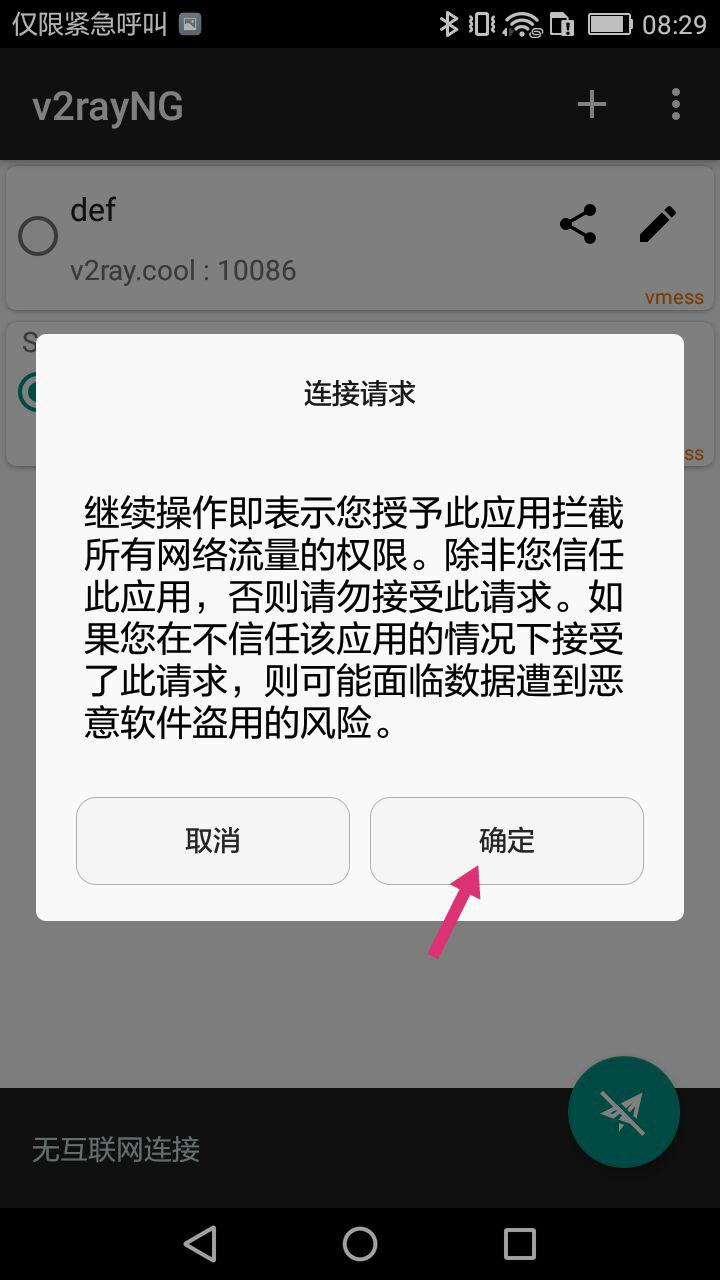 仅限紧急呼叫 08:29
v2rayNG
def
v2ray.cool : 10086
vmess
S
ss
连接请求
继续操作即表示您授予此应用拦截
所有网络流量的权限。除非您信任
此应用，否则请勿接受此请求。如
果您在不信任该应用的情况下接受
了此请求，则可能面临数据遭到恶
意软件盗用的风险。
取消 确定
无互联网连接